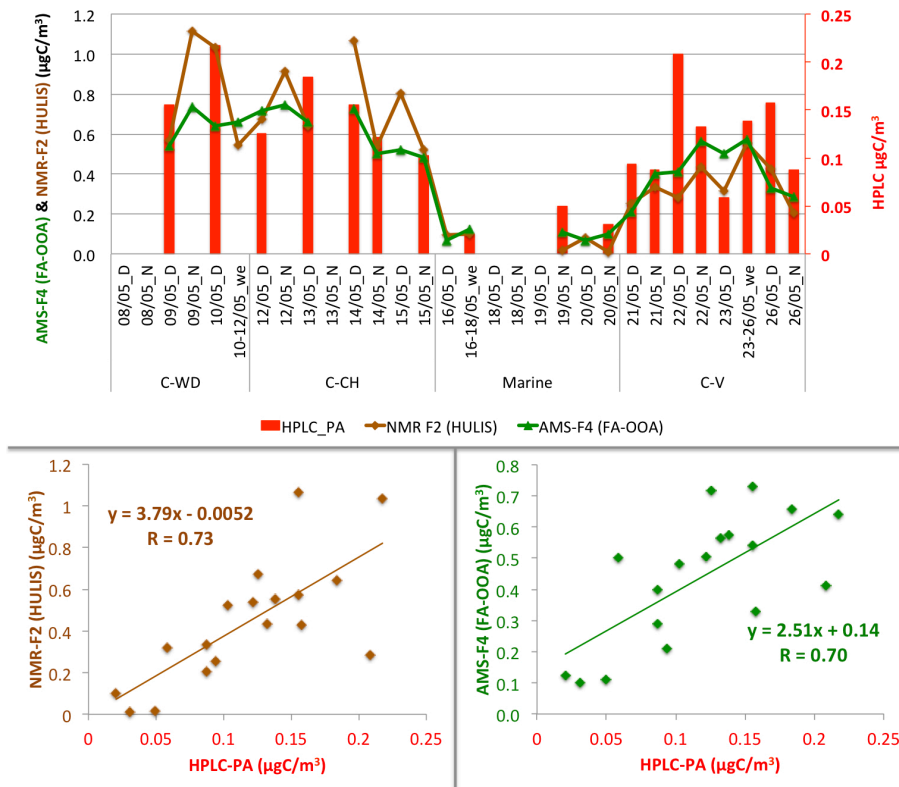 AMS-F4 (FA-OOA) & NMR-F2 (HULIS) (µgC/m³)
1.2
1.0
0.8
0.6
0.4
0.2
0.0
0.25
0.2
0.15
0.1
0.05
0
HPLC µgC/m³
08/05_D
08/05_N
09/05_D
09/05_N
10/05_D
10-12/05_we
12/05_D
12/05_N
13/05_D
13/05_N
14/05_D
14/05_N
15/05_D
15/05_N
16/05_D
16-18/05_we
18/05_D
18/05_N
19/05_D
19/05_N
20/05_D
20/05_N
21/05_D
21/05_N
22/05_D
22/05_N
23/05_D
23-26/05_we
26/05_D
26/05_N
C-WD C-CH Marine C-V
HPLC_PA NMR F2 (HULIS) AMS-F4 (FA-OOA)
NMR-F2 (HULIS) (µgC/m³)
1.2
1
0.8
0.6
0.4
0.2
0
y = 3.79x - 0.0052
R = 0.73
0 0.05 0.1 0.15 0.2 0.25
HPLC-PA (µgC/m³)
AMS-F4 (FA-OOA) (µgC/m³)
0.8
0.7
0.6
0.5
0.4
0.3
0.2
0.1
0
y = 2.51x + 0.14
R = 0.70
0 0.05 0.1 0.15 0.2 0.25
HPLC-PA (µgC/m³)